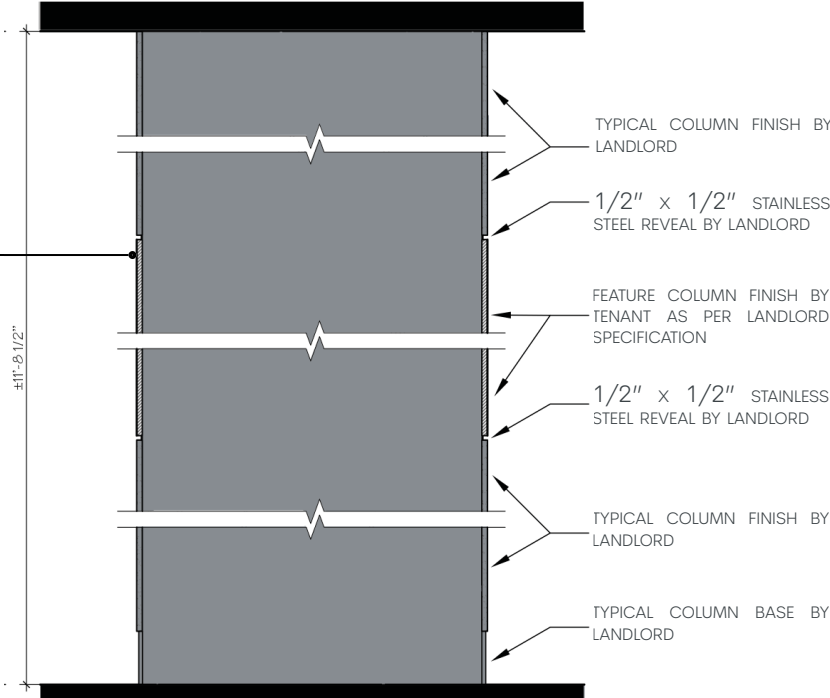 TYPICAL COLUMN FINISH BY
LANDLORD
1/2" X 1/2" STAINLESS
STEEL REVEAL BY LANDLORD
FEATURE COLUMN FINISH BY
TENANT AS PER LANDLORD
SPECIFICATION
±11'-8 1/2"
1/2" X 1/2" STAINLESS
STEEL REVEAL BY LANDLORD
TYPICAL COLUMN FINISH BY
LANDLORD
TYPICAL COLUMN BASE BY
LANDLORD